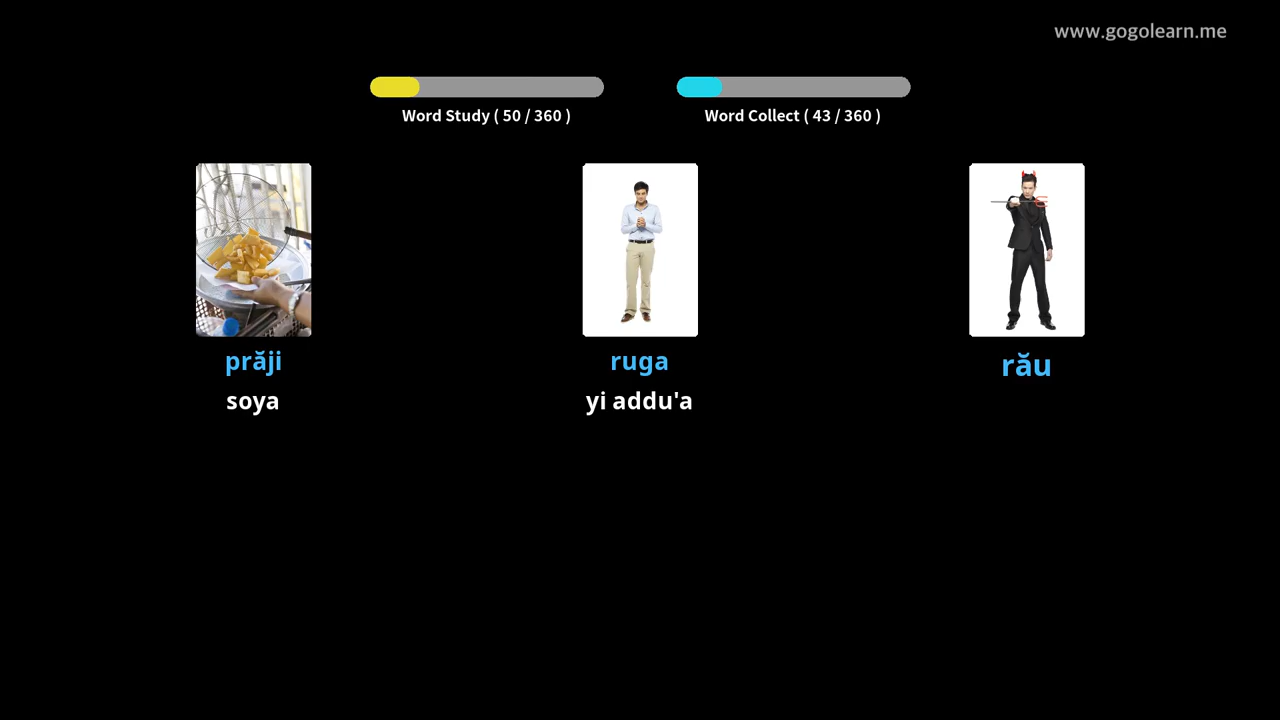 www.gogolearn.me
Word Study ( 50 / 360 )
Word Collect ( 43 / 360 )
prăji
ruga
rău
soya
yi addu'a